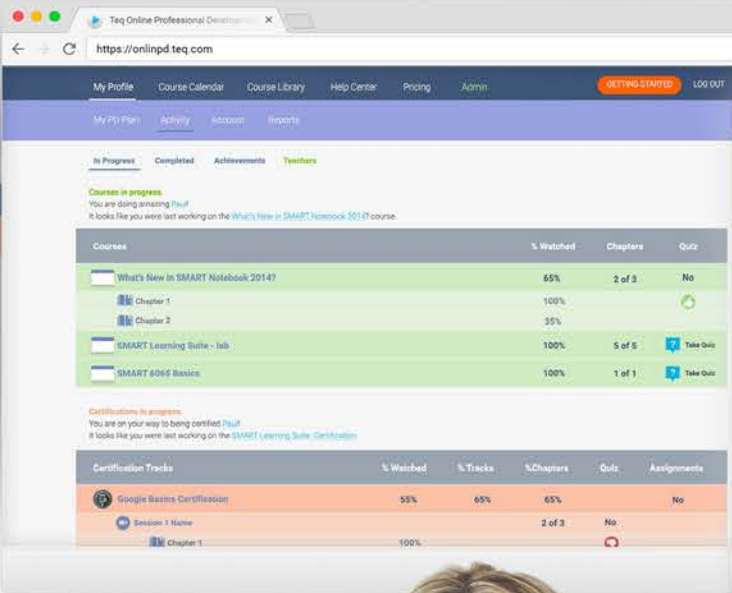 Teq Online Professional Developm
https://onlinpd.teq.com
My Profile Course Calendar Course Library Help Center Pricing Admin GETTING STARTED LOG OUT
My PD Plan Activity Account Reports
In Progress Completed Achievements Teachers
Courses in progress
You are doing amazing Paul!
It looks like you were last working on the What's New in SMART Notebook 2014? course.
Courses % Watched Chapters Quiz
What's New in SMART Notebook 2014? 65% 2 of 3 No
Chapter 1 100%
Chapter 2 35%
SMART Learning Suite - lab 100% 5 of 5 ? Take Quiz
SMART 6065 Basics 100% 1 of 1 ? Take Quiz
Certifications in progress
You are on your way to being certified Paul!
It looks like you were last working on the SMART Learning Suite Certification
Certification Tracks % Watched % Tracks %Chapters Quiz Assignments
Google Certification 55% 65% 65% No
Session 1 Name 2 of 3 No
Chapter 1 100%